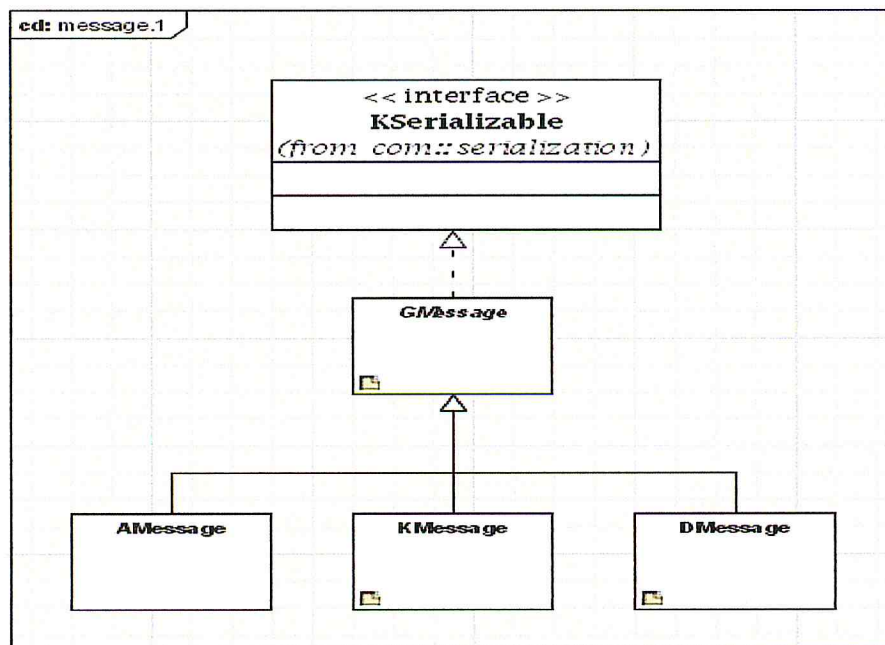 cd: message.1
<< interface >>
KSerializable
(from com::serialization)
GMessage
AMessage
KMessage
DMessage